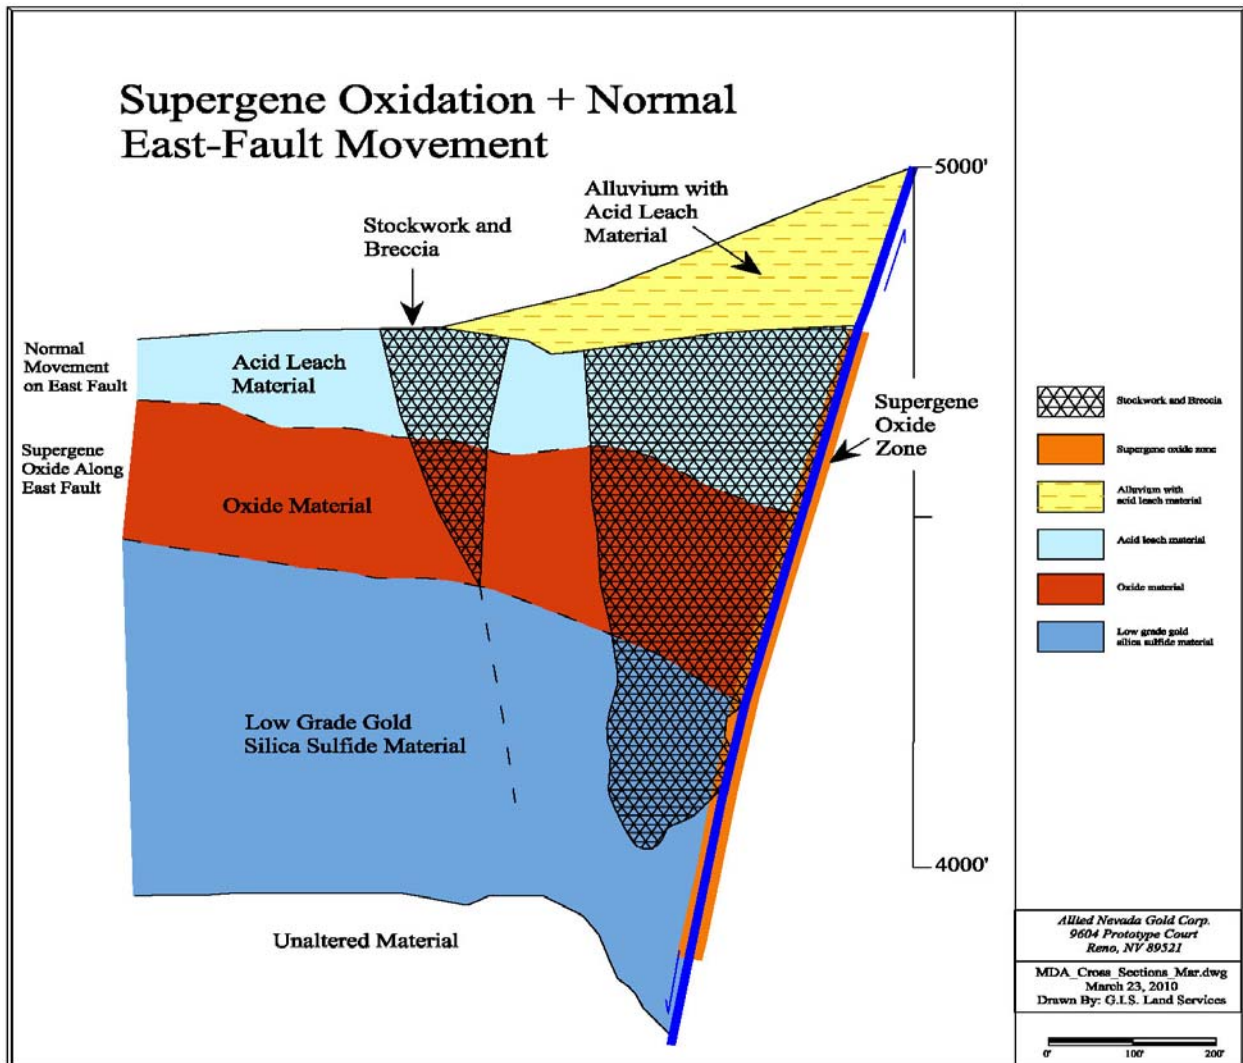 Supergene Oxidation + Normal
East-Fault Movement
5000'
Alluvium with
Acid Leach
Material
Stockwork and
Breccia
Normal
Movement
on East Fault
Acid Leach
Material
Supergene
Oxide
Zone
Supergene
Oxide Along
East Fault
Oxide Material
Low Grade Gold
Silica Sulfide Material
4000'
Unaltered Material
Stockwork and Breccia
Supergene oxide zone
Alluvium with
acid leach material
Acid leach material
Oxide material
Low grade gold
silica sulfide material
Allied Nevada Gold Corp.
9604 Prototype Court
Reno, NV 89521
MDA_Cross_Sections_Mar.dwg
March 23, 2010
Drawn By: G.I.S. Land Services
0' 100' 200'